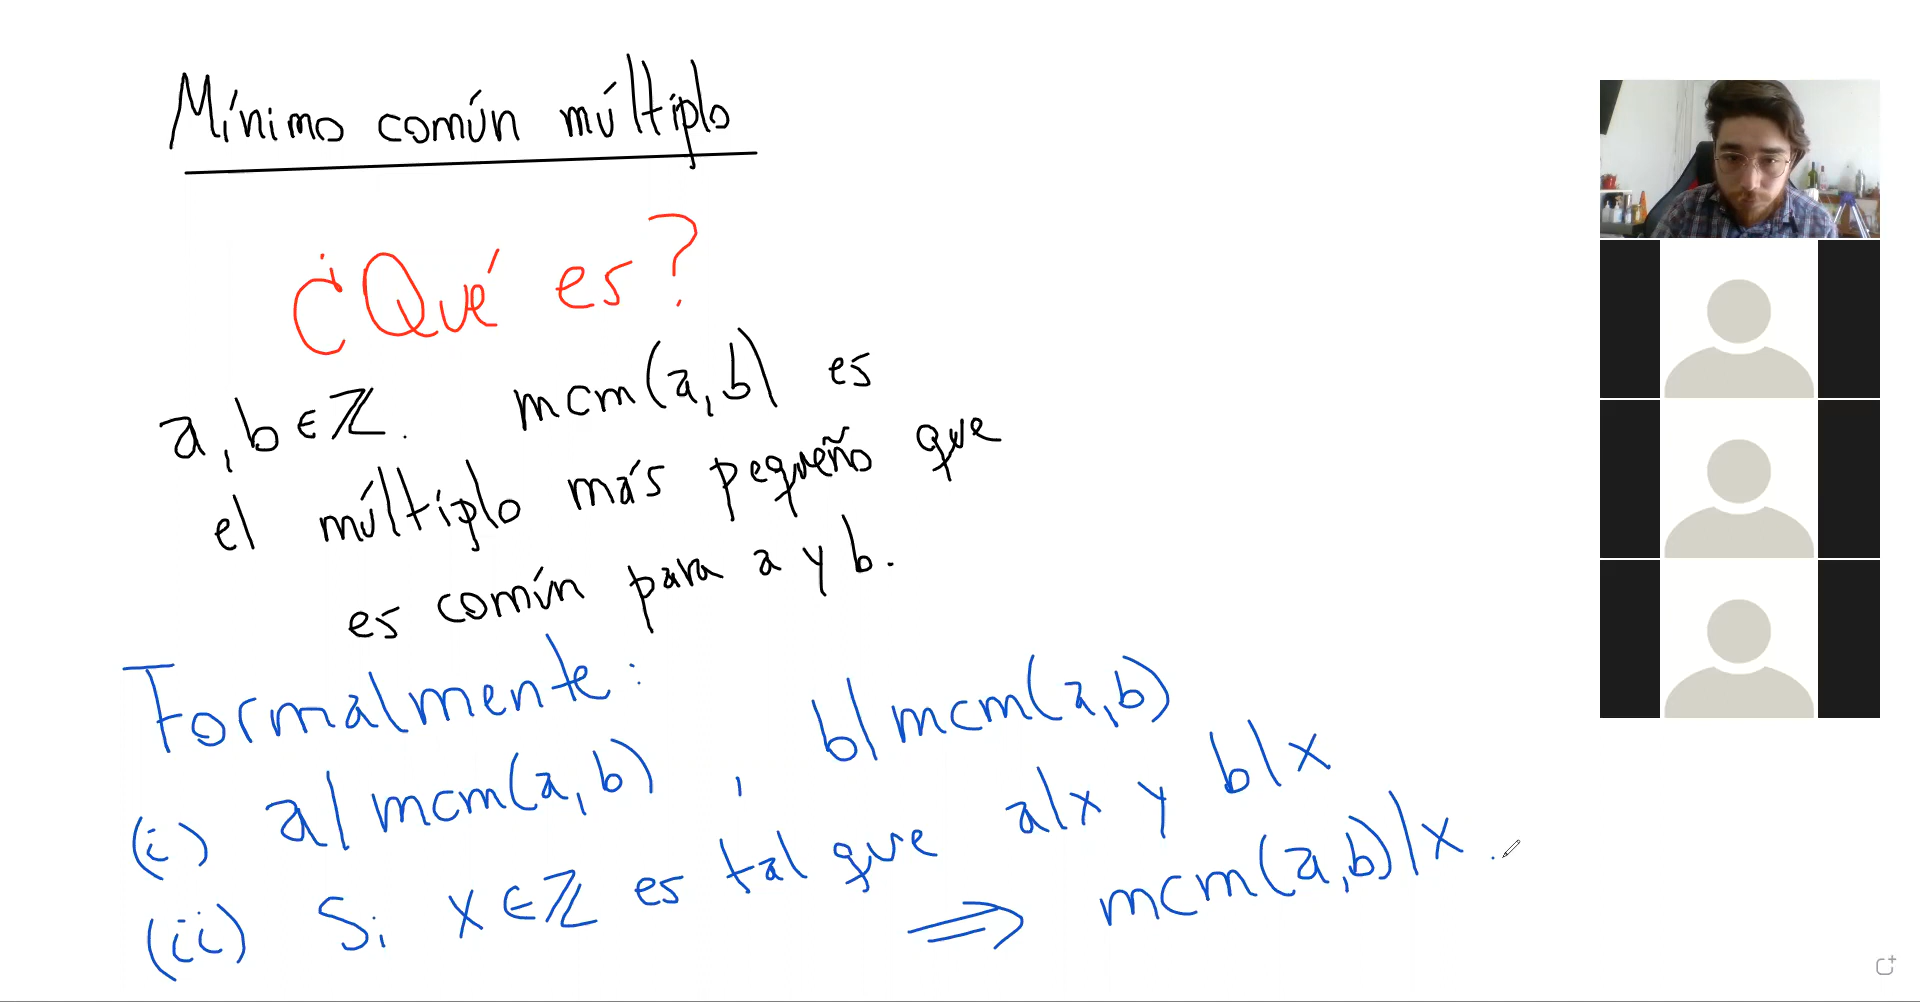 Mínimo común múltiplo
¿Qué es?
a, b ∈ ℤ. mcm(a, b) es
el múltiplo más pequeño que
es común para a y b.
Formalmente:
(i) a | mcm(a, b) , b | mcm(a, b)
(ii) Si x ∈ ℤ es tal que a | x y b | x
⟹ mcm(a, b) | x.